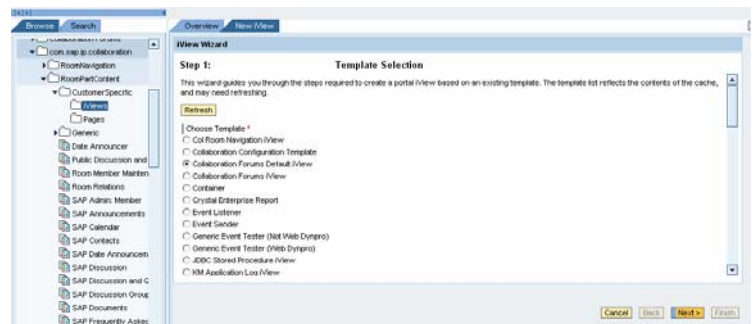 Browse Search
com.sap.ip.collaboration
RoomNavigation
RoomPartContent
CustomerSpecific
iViews
Pages
Generic
Date Announcer
Public Discussion and
Room Member Mainten
Room Relations
SAP Admin: Member
SAP Announcements
SAP Calendar
SAP Contacts
SAP Date Announcem
SAP Discussion
SAP Discussion and G
SAP Discussion Group
SAP Documents
SAP Frequently Askec
Overview New iView
iView Wizard
Step 1: Template Selection
This wizard guides you through the steps required to create a portal iView based on an existing template. The template list reflects the contents of the cache,
and may need refreshing.
Refresh
Choose Template *
Col Room Navigation iView
Collaboration Configuration Template
Collaboration Forums Default iView
Collaboration Forums iView
Container
Crystal Enterprise Report
Event Listener
Event Sender
Generic Event Tester (Not Web Dynpro)
Generic Event Tester (Web Dynpro)
JDBC Stored Procedure iView
KM Application Log iView
Cancel Back Next > Finish